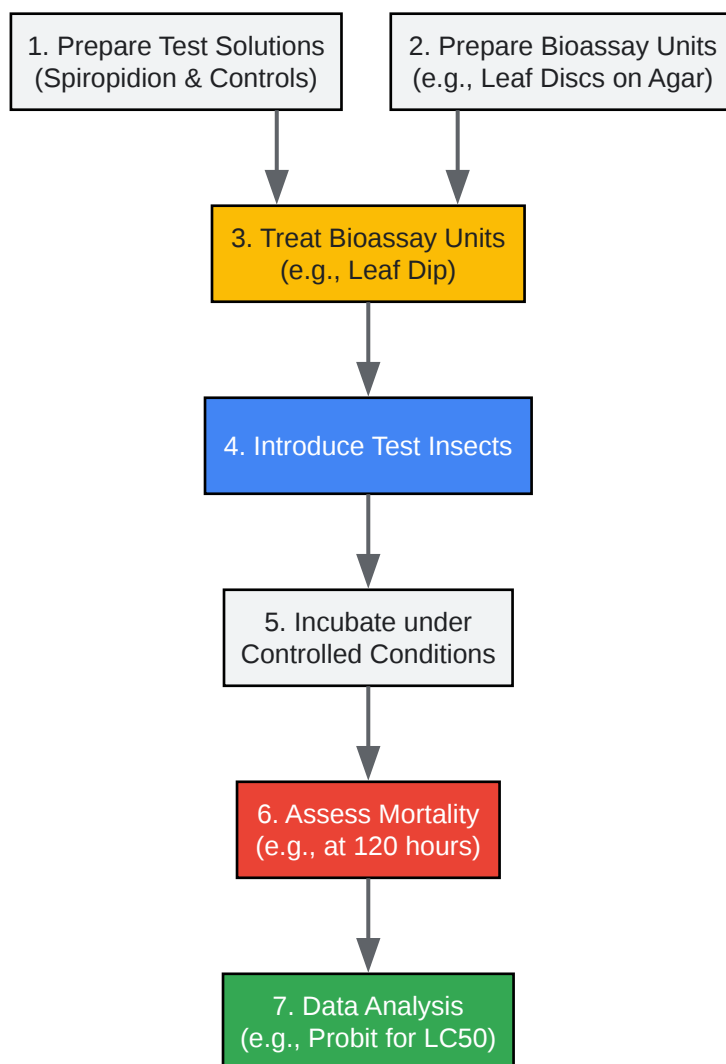 1. Prepare Test Solutions
(Spiropidion & Controls)
2. Prepare Bioassay Units
(e.g., Leaf Discs on Agar)
3. Treat Bioassay Units
(e.g., Leaf Dip)
4. Introduce Test Insects
5. Incubate under
Controlled Conditions
6. Assess Mortality
(e.g., at 120 hours)
7. Data Analysis
(e.g., Probit for LC50)